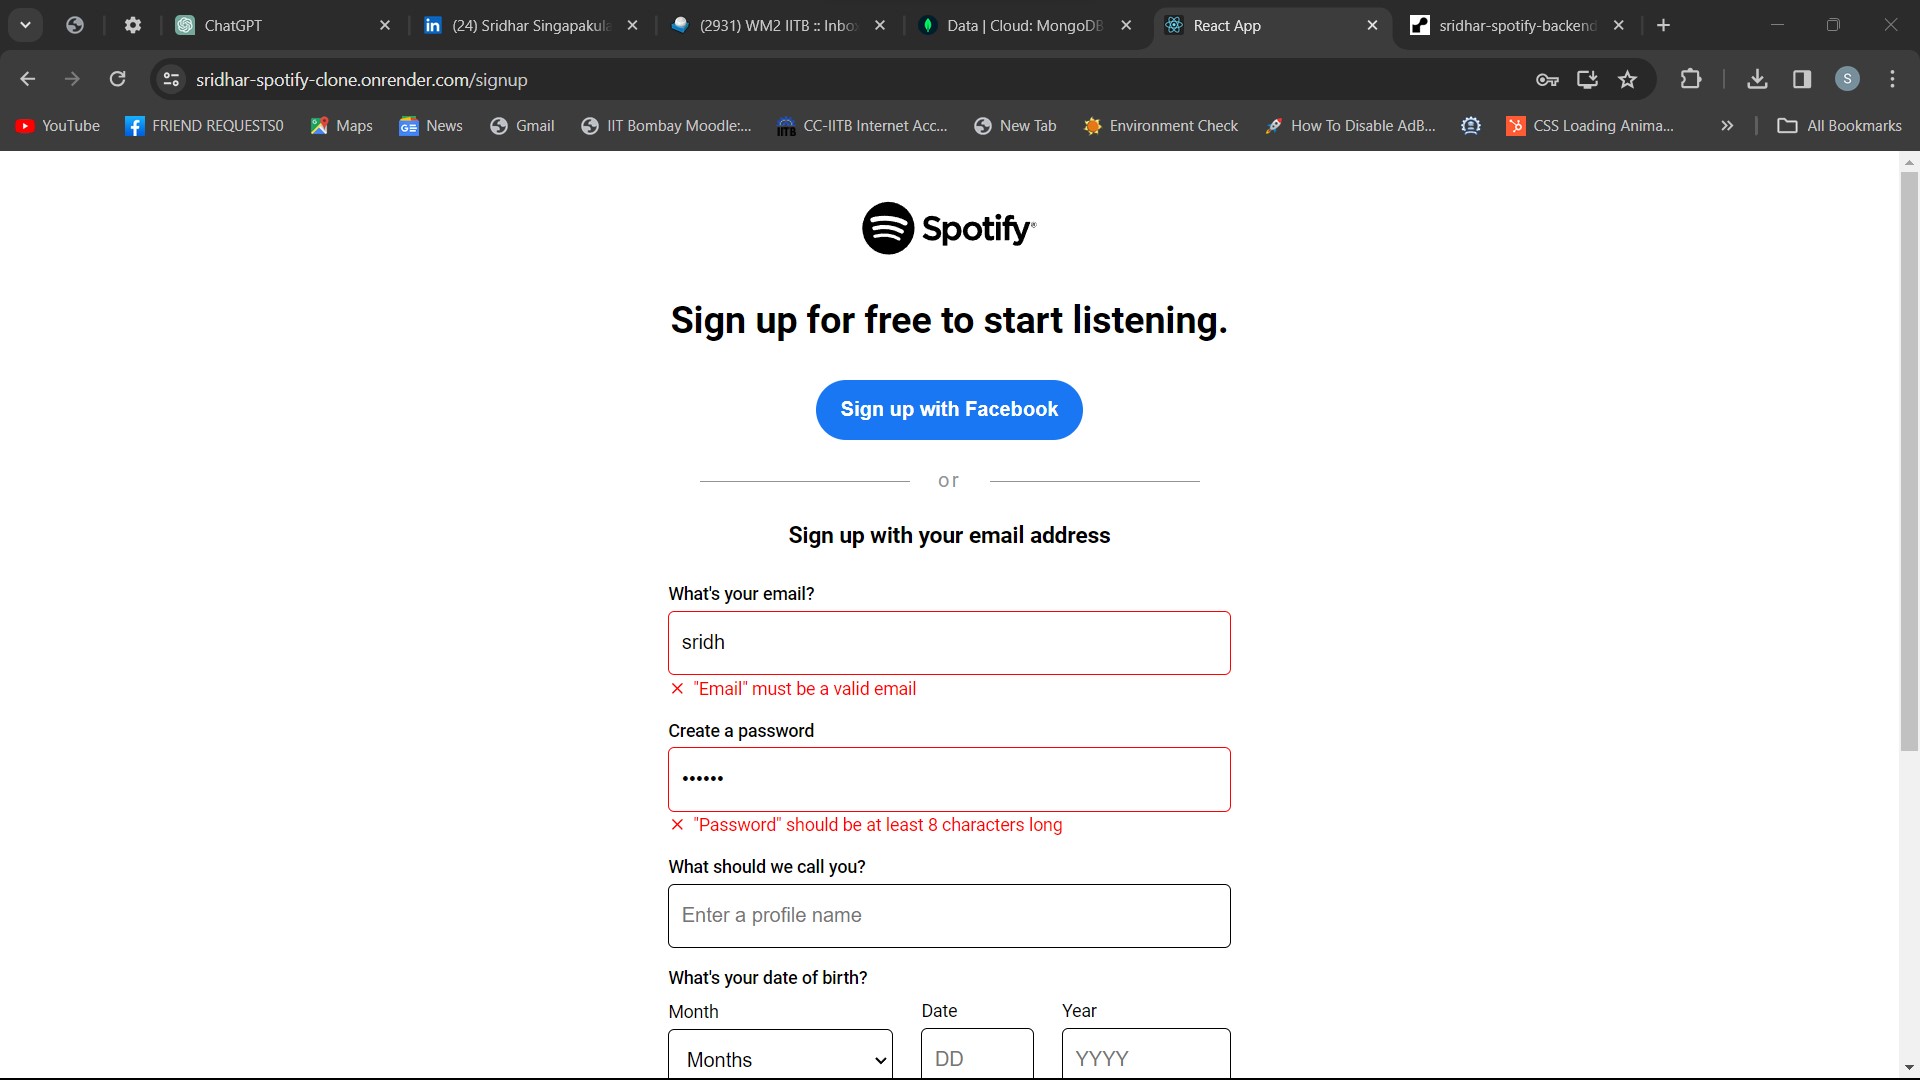 ChatGPT
(24) Sridhar Singapakula
(2931) WM2 IITB :: Inbox
Data | Cloud: MongoDB
React App
sridhar-spotify-backend
sridhar-spotify-clone.onrender.com/signup
S
YouTube
FRIEND REQUESTS0
Maps
News
Gmail
IIT Bombay Moodle:...
CC-IITB Internet Acc...
New Tab
Environment Check
How To Disable AdB...
CSS Loading Anima...
All Bookmarks
Spotify®
Sign up for free to start listening.
Sign up with Facebook
or
Sign up with your email address
What's your email?
sridh
"Email" must be a valid email
Create a password
••••••
"Password" should be at least 8 characters long
What should we call you?
Enter a profile name
What's your date of birth?
Month Date Year
Months DD YYYY